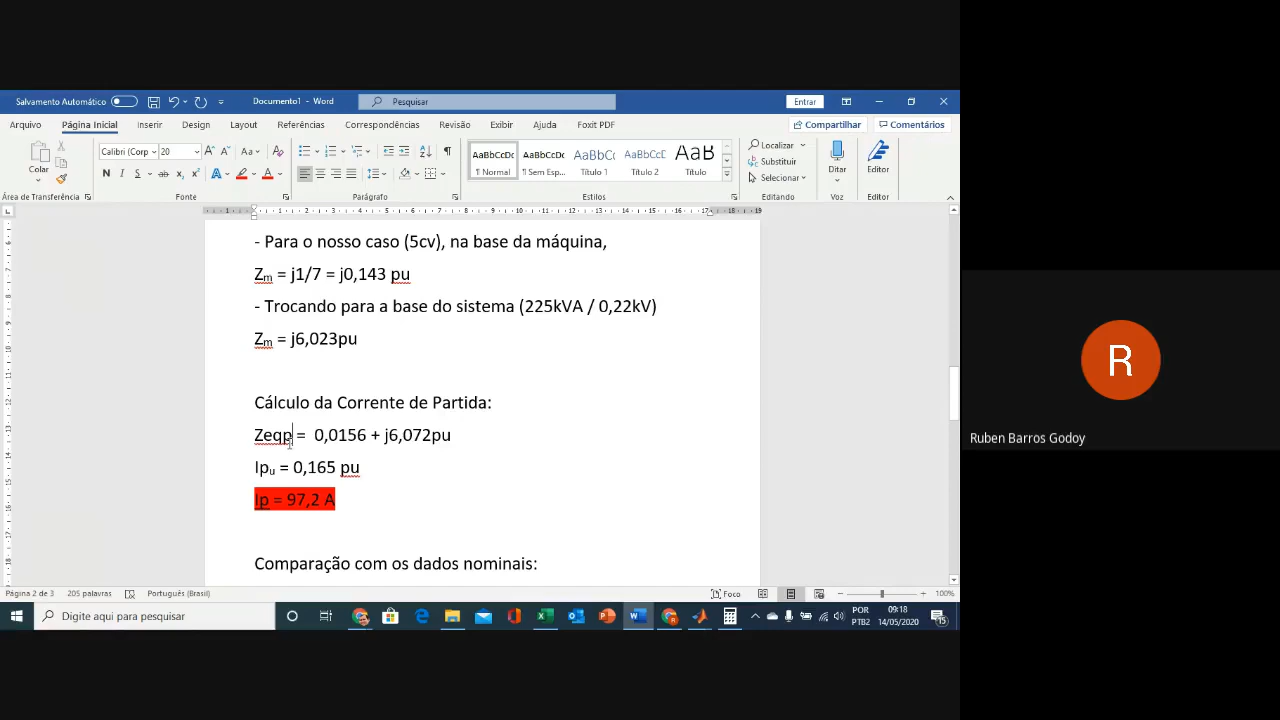 Salvamento Automático
Documento1 - Word
Pesquisar
Entrar
Arquivo Página Inicial Inserir Design Layout Referências Correspondências Revisão Exibir Ajuda Foxit PDF Compartilhar Comentários
Colar
Calibri (Corp 20
AaBbCcDc AaBbCcDc AaBbCc AaBbCcD AaB
¶ Normal ¶ Sem Esp... Título 1 Título 2 Título
Localizar
Substituir
Selecionar
Ditar
Editor
Área de Transferência Fonte Parágrafo Estilos Editando Voz Editor
- Para o nosso caso (5cv), na base da máquina,
Zm = j1/7 = j0,143 pu
- Trocando para a base do sistema (225kVA / 0,22kV)
Zm = j6,023pu
Cálculo da Corrente de Partida:
Zeqp = 0,0156 + j6,072pu
Ipu = 0,165 pu
Ip = 97,2 A
Comparação com os dados nominais:
Página 2 de 3 205 palavras Português (Brasil) Foco 100%
Digite aqui para pesquisar
POR
PTB2
09:18
14/05/2020
15
R
Ruben Barros Godoy